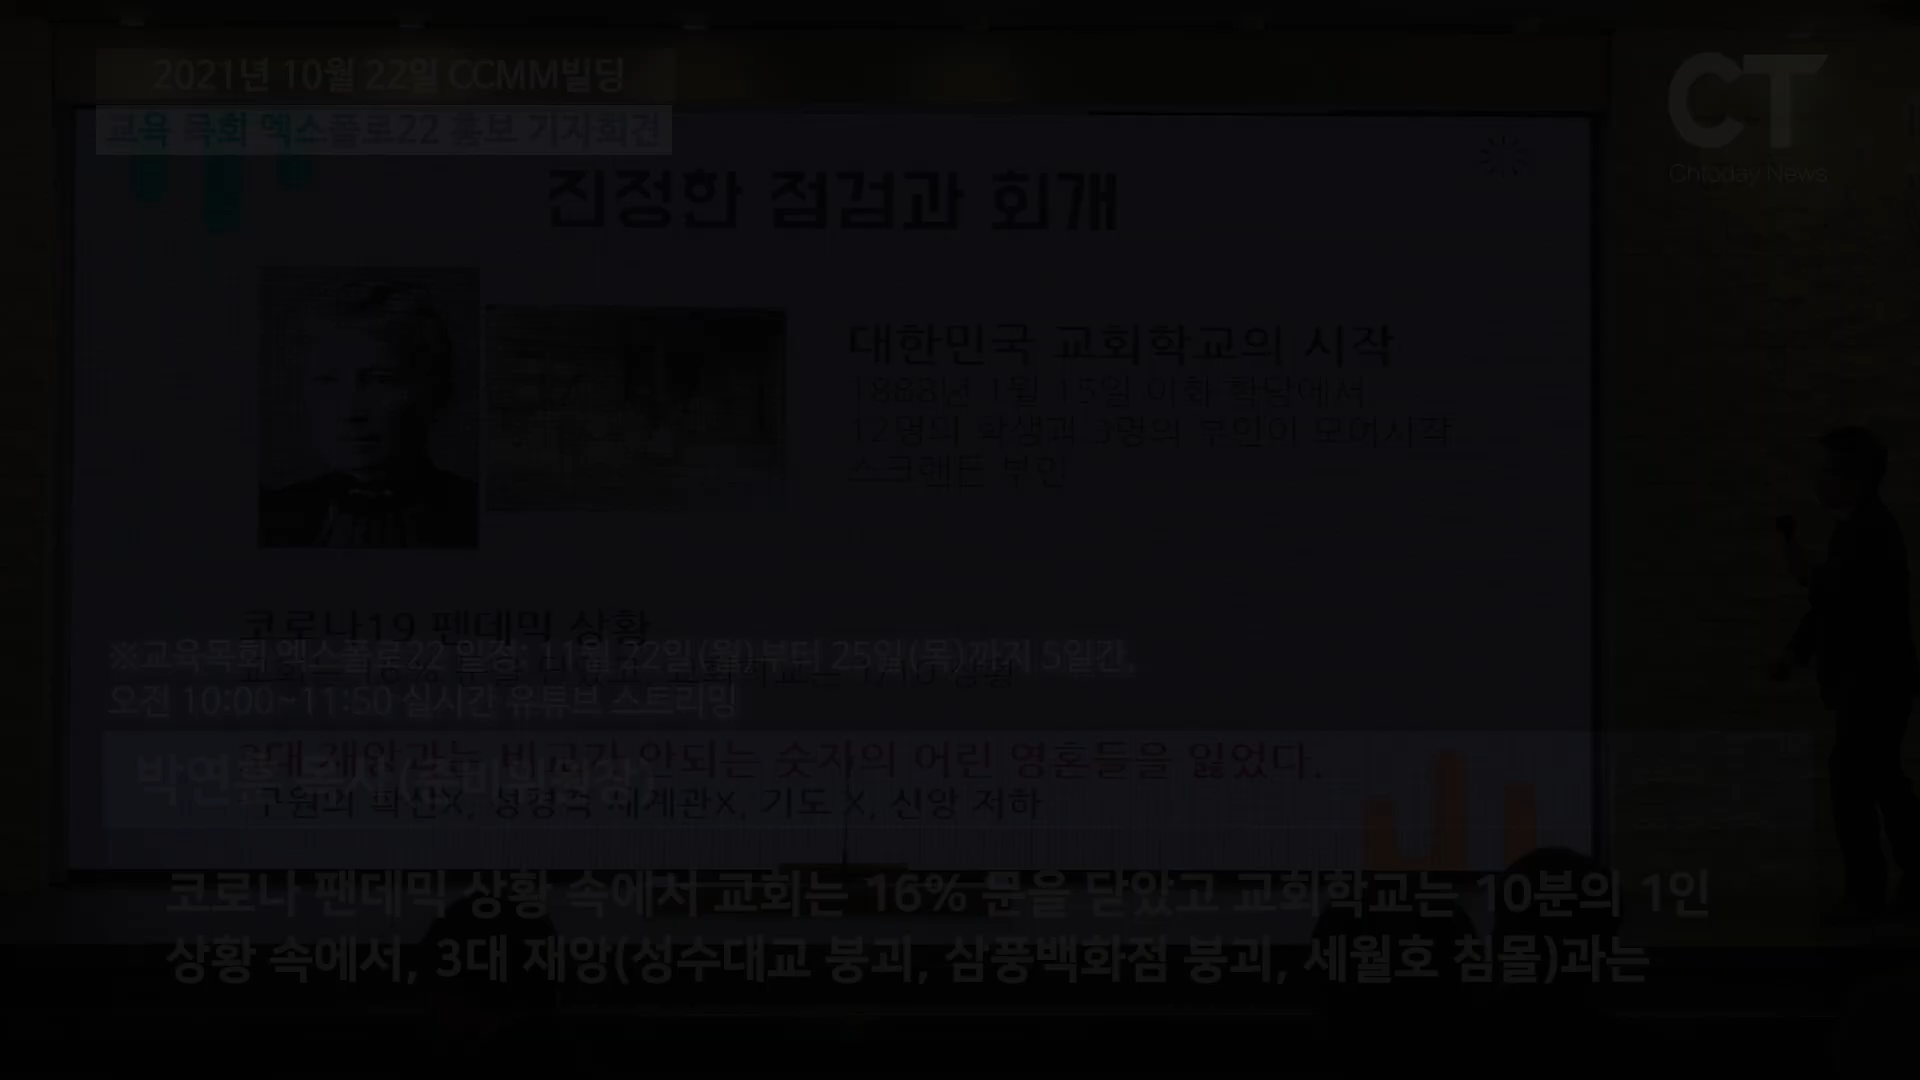 2021년 10월 22일 CCMM빌딩
교육 목회 엑스폴로22 홍보 기자회견
CT
Chtoday News
진정한 점검과 회개
대한민국 교회학교의 시작
1888년 1월 15일 이화 학당에서
12명의 학생과 3명의 부인이 모여시작
스크랜튼 부인
코로나19 펜데믹 상황
※교육목회 엑스폴로22 일정: 11월 22일(월)부터 25일(목)까지 5일간,
오전 10:00~11:50 실시간 유튜브 스트리밍
3대 재앙과는 비교가 안되는 숫자의 어린 영혼들을 잃었다.
구원의 확신X, 성경적 세계관X, 기도 X, 신앙 저하
코로나 팬데믹 상황 속에서 교회는 16% 문을 닫았고 교회학교는 10분의 1인
상황 속에서, 3대 재앙(성수대교 붕괴, 삼풍백화점 붕괴, 세월호 침몰)과는